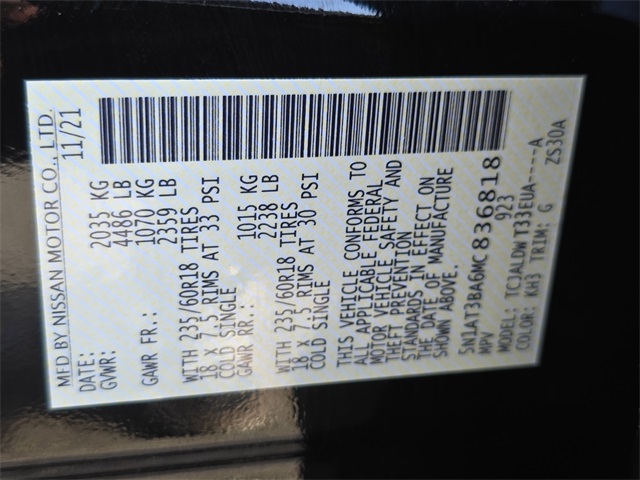 MFD BY NISSAN MOTOR CO., LTD.
DATE: 11/21
GVWR: 2035 KG
4486 LB
GAWR FR.: 1070 KG
2359 LB
WITH 235/60R18 TIRES
18 X 7.5 RIMS AT 33 PSI
COLD SINGLE
GAWR RR.: 1015 KG
2238 LB
WITH 235/60R18 TIRES
18 X 7.5 RIMS AT 30 PSI
COLD SINGLE
THIS VEHICLE CONFORMS TO
ALL APPLICABLE FEDERAL
MOTOR VEHICLE SAFETY AND
THEFT PREVENTION
STANDARDS IN EFFECT ON
THE DATE OF MANUFACTURE
SHOWN ABOVE.
5N1AT3BA6MC836818
MPV 923
MODEL: TCJALDWT33EUA----A
COLOR: KH3 TRIM: G ZS30A